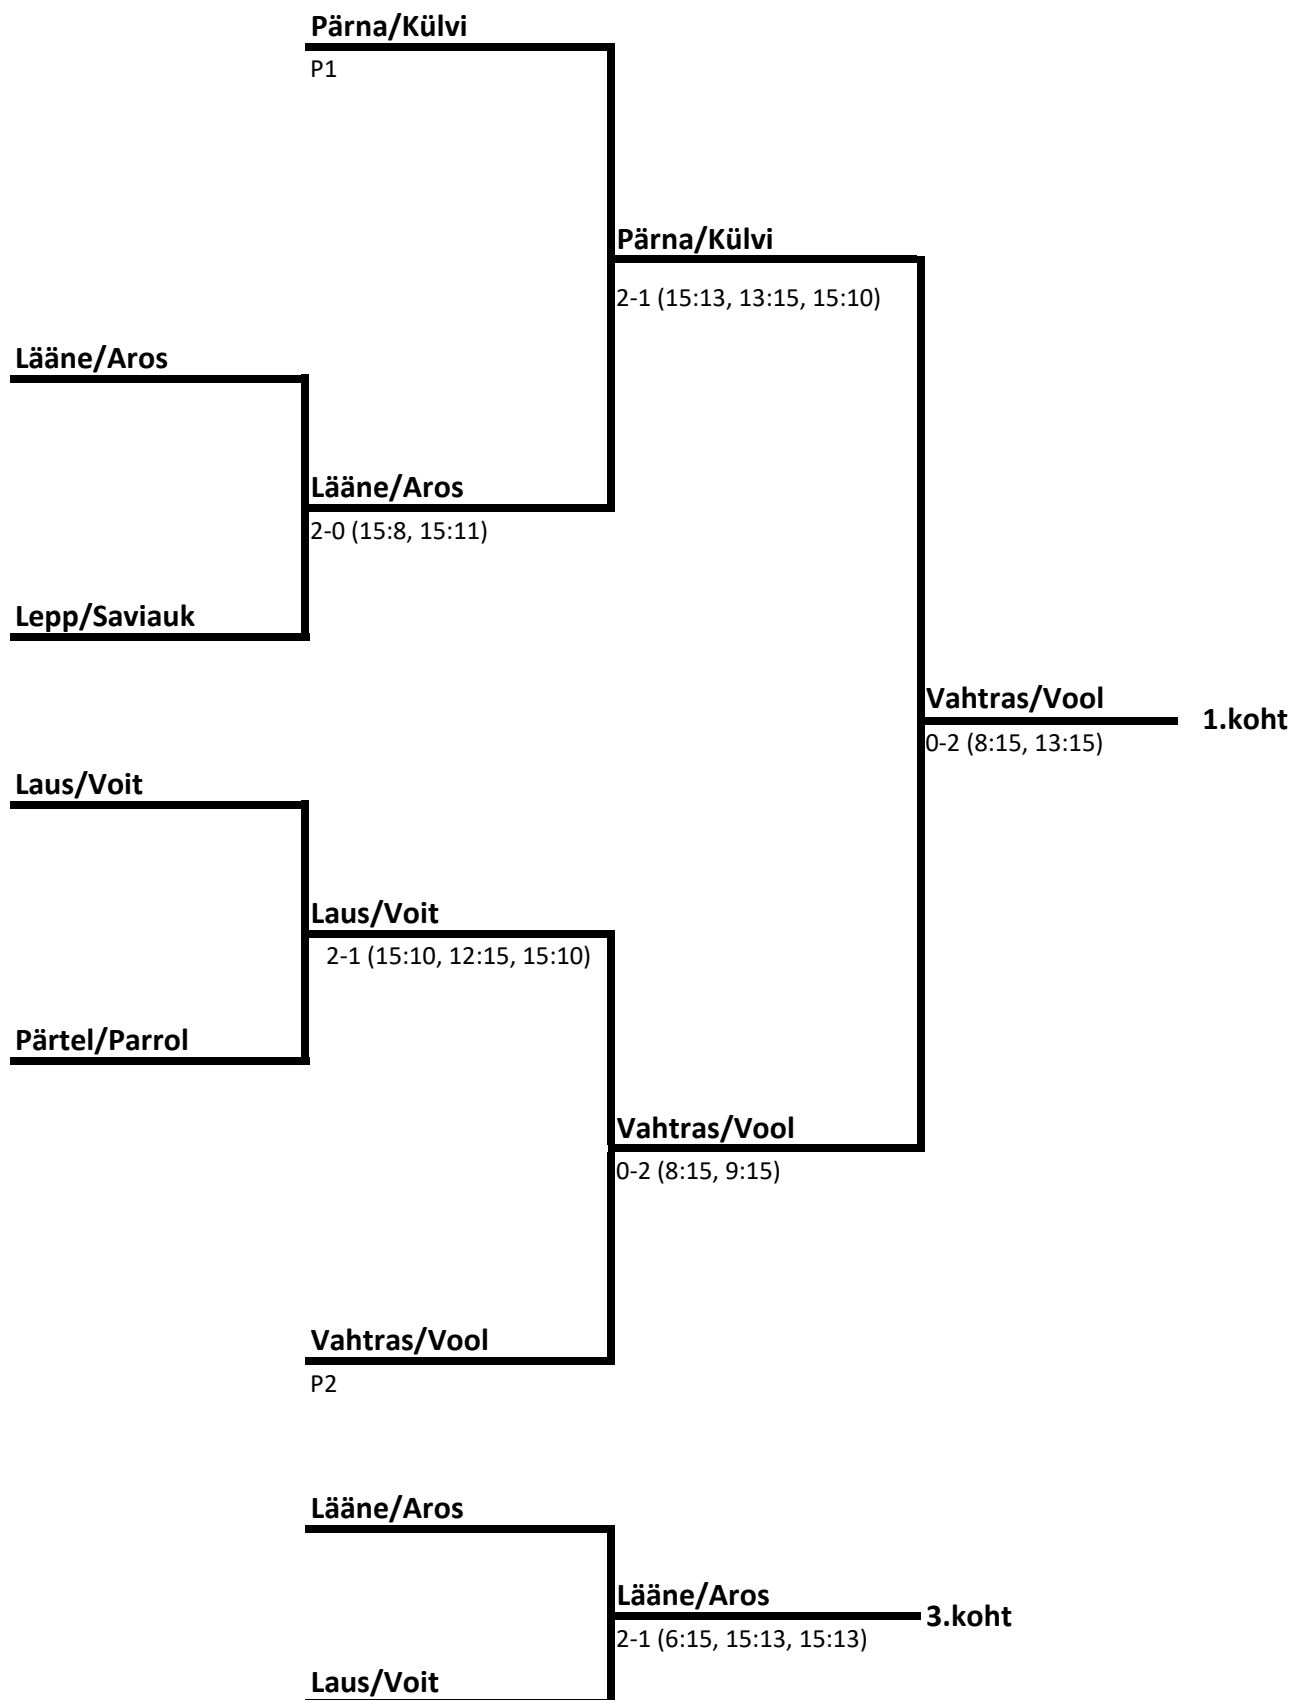 Pärna/Külvi
P1
Pärna/Külvi
2-1 (15:13, 13:15, 15:10)
Lääne/Aros
Lääne/Aros
2-0 (15:8, 15:11)
Lepp/Saviauk
Vahtras/Vool
1.koht
0-2 (8:15, 13:15)
Laus/Voit
Laus/Voit
2-1 (15:10, 12:15, 15:10)
Pärtel/Parrol
Vahtras/Vool
0-2 (8:15, 9:15)
Vahtras/Vool
P2
Lääne/Aros
Lääne/Aros
3.koht
2-1 (6:15, 15:13, 15:13)
Laus/Voit